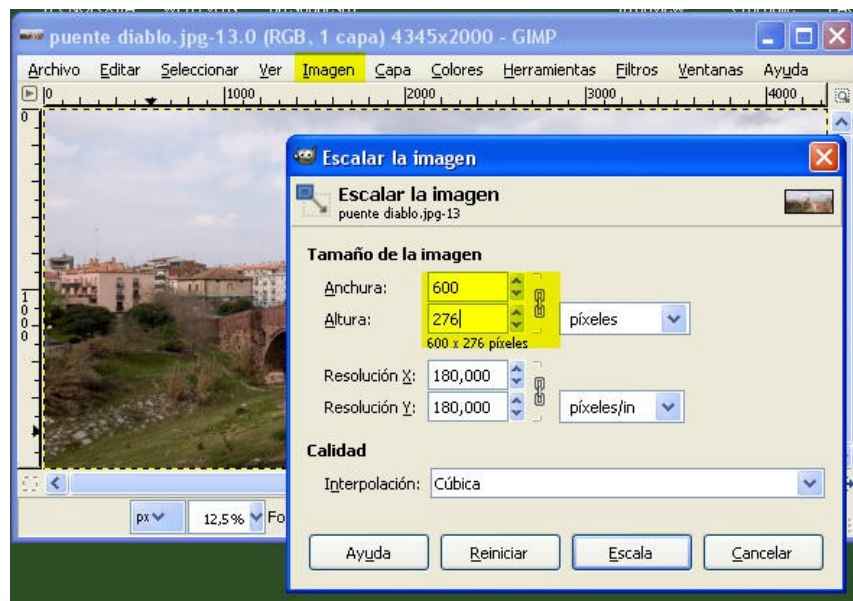 puente diablo.jpg-13.0 (RGB, 1 capa) 4345x2000 - GIMP
Archivo Editar Seleccionar Ver Imagen Capa Colores Herramientas Filtros Ventanas Ayuda
0 1000 2000 3000 4000
0
Escalar la imagen
Escalar la imagen
puente diablo.jpg-13
Tamaño de la imagen
Anchura: 600
1000
Altura: 276 píxeles
600 x 276 píxeles
Resolución X: 180,000
Resolución Y: 180,000 píxeles/in
Calidad
Interpolación: Cúbica
px 12,5% Fo
Ayuda Reiniciar Escala Cancelar